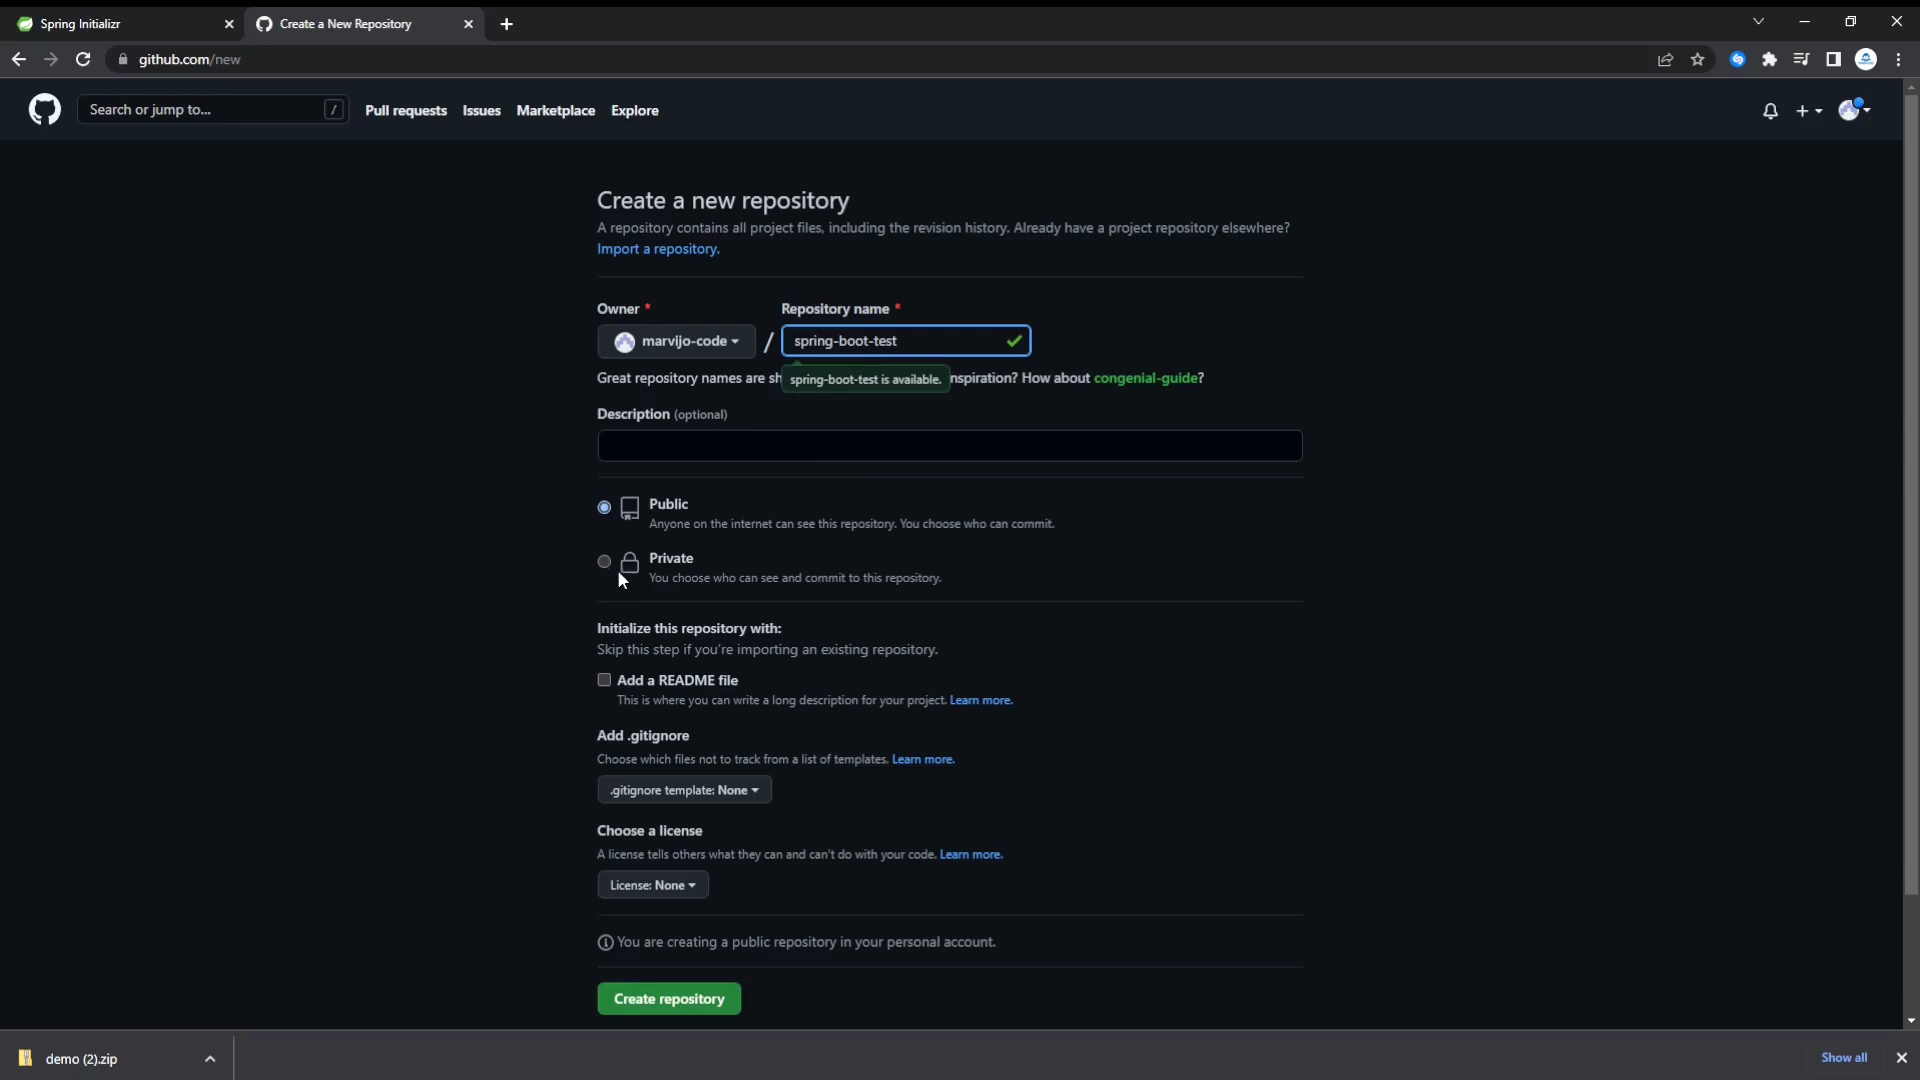 Spring Initializr
Create a New Repository
github.com/new
Search or jump to...
/
Pull requests
Issues
Marketplace
Explore
Create a new repository
A repository contains all project files, including the revision history. Already have a project repository elsewhere?
Import a repository.
Owner *
Repository name *
marvijo-code
/
spring-boot-test
Great repository names are sh
spring-boot-test is available.
nspiration? How about congenial-guide?
Description (optional)
Public
Anyone on the internet can see this repository. You choose who can commit.
Private
You choose who can see and commit to this repository.
Initialize this repository with:
Skip this step if you're importing an existing repository.
Add a README file
This is where you can write a long description for your project. Learn more.
Add .gitignore
Choose which files not to track from a list of templates. Learn more.
.gitignore template: None
Choose a license
A license tells others what they can and can't do with your code. Learn more.
License: None
You are creating a public repository in your personal account.
Create repository
demo (2).zip
Show all